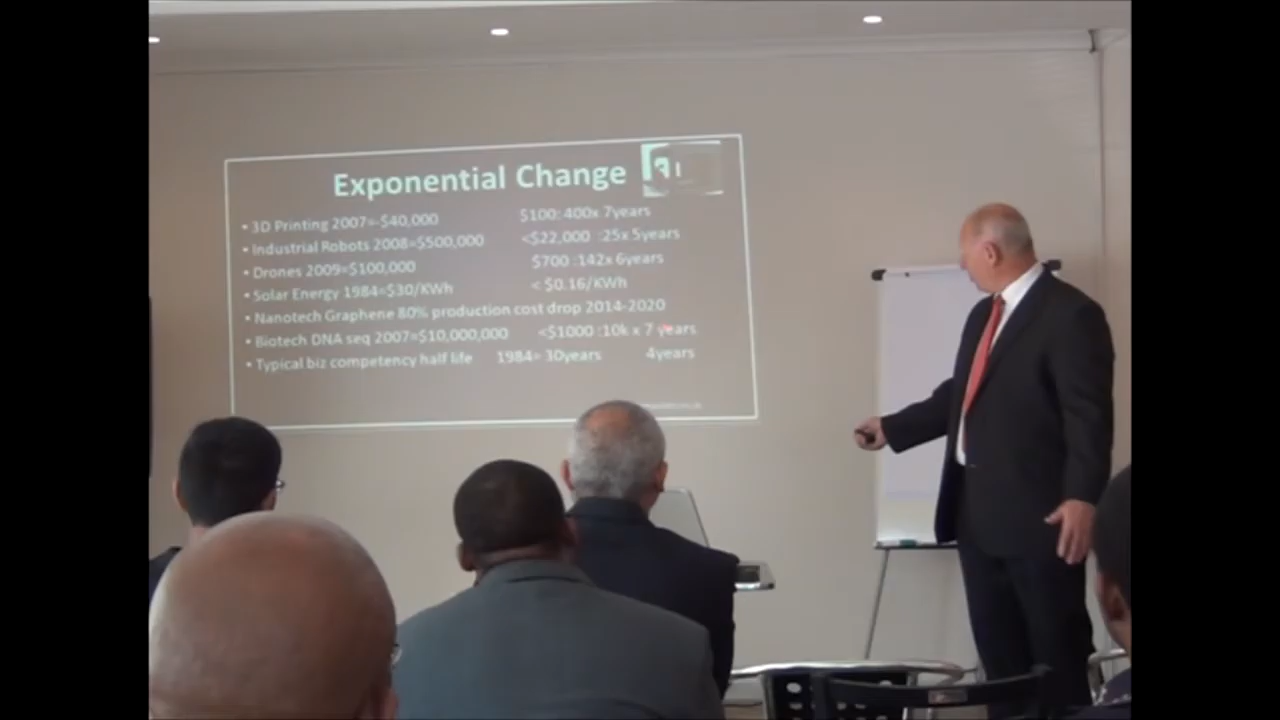 Exponential Change
• 3D Printing 2007=-$40,000 $100: 400x 7years
• Industrial Robots 2008=$500,000 <$22,000 :25x 5years
• Drones 2009=$100,000 $700 :142x 6years
• Solar Energy 1984=$30/KWh < $0.16/KWh
• Nanotech Graphene 80% production cost drop 2014-2020
• Biotech DNA seq 2007=$10,000,000 <$1000 :10k x 7 years
• Typical biz competency half life 1984= 30years 4years